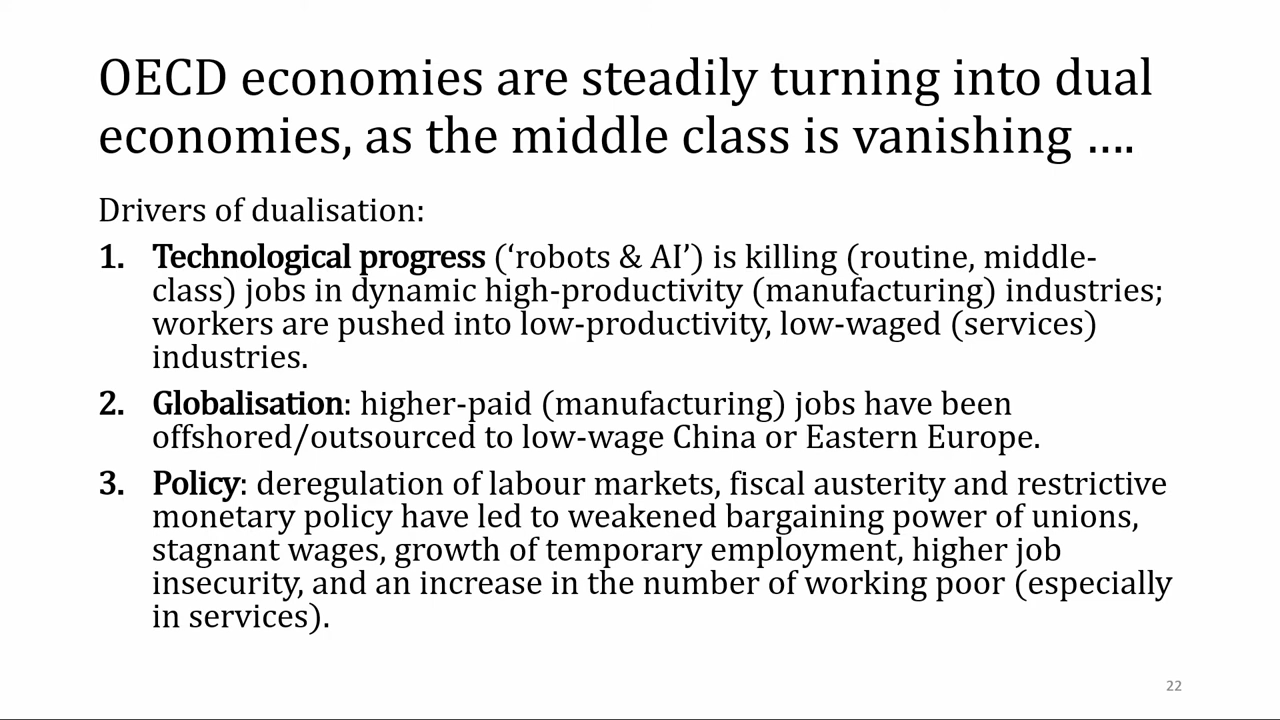 OECD economies are steadily turning into dual
economies, as the middle class is vanishing ….
Drivers of dualisation:
1. Technological progress (‘robots & AI’) is killing (routine, middle-
class) jobs in dynamic high-productivity (manufacturing) industries;
workers are pushed into low-productivity, low-waged (services)
industries.
2. Globalisation: higher-paid (manufacturing) jobs have been
offshored/outsourced to low-wage China or Eastern Europe.
3. Policy: deregulation of labour markets, fiscal austerity and restrictive
monetary policy have led to weakened bargaining power of unions,
stagnant wages, growth of temporary employment, higher job
insecurity, and an increase in the number of working poor (especially
in services).
22